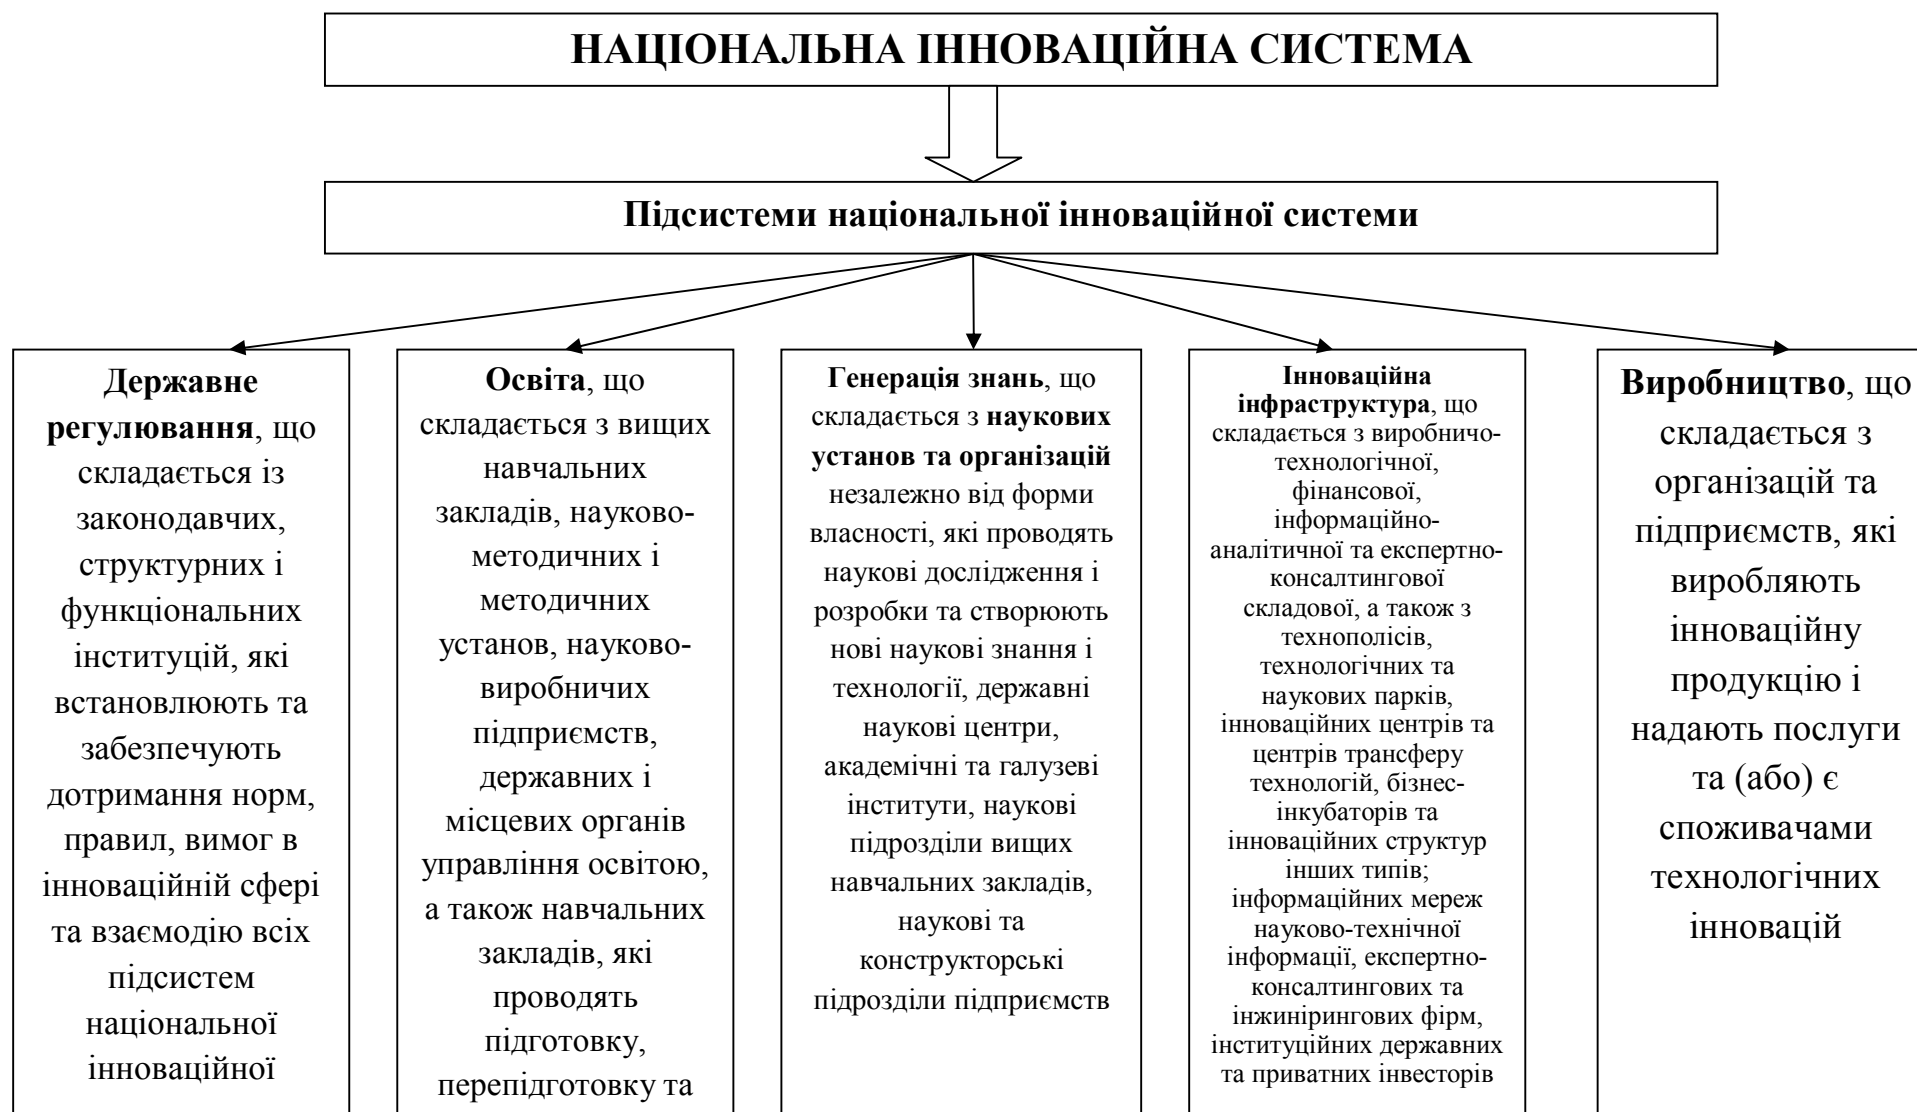 НАЦІОНАЛЬНА ІННОВАЦІЙНА СИСТЕМА
Підсистеми національної інноваційної системи
Державне
регулювання, що
складається із
законодавчих,
структурних і
функціональних
інституцій, які
встановлюють та
забезпечують
дотримання норм,
правил, вимог в
інноваційній сфері
та взаємодію всіх
підсистем
національної
інноваційної
Освіта, що
складається з вищих
навчальних
закладів, науково-
методичних і
методичних
установ, науково-
виробничих
підприємств,
державних і
місцевих органів
управління освітою,
а також навчальних
закладів, які
проводять
підготовку,
перепідготовку та
Генерація знань, що
складається з наукових
установ та організацій
незалежно від форми
власності, які проводять
наукові дослідження і
розробки та створюють
нові наукові знання і
технології, державні
наукові центри,
академічні та галузеві
інститути, наукові
підрозділи вищих
навчальних закладів,
наукові та
конструкторські
підрозділи підприємств
Інноваційна
інфраструктура, що
складається з виробничо-
технологічної,
фінансової,
інформаційно-
аналітичної та експертно-
консалтингової
складової, а також з
технополісів,
технологічних та
наукових парків,
інноваційних центрів та
центрів трансферу
технологій, бізнес-
інкубаторів та
інноваційних структур
інших типів;
інформаційних мереж
науково-технічної
інформації, експертно-
консалтингових та
інжинірингових фірм,
інституційних державних
та приватних інвесторів
Виробництво, що
складається з
організацій та
підприємств, які
виробляють
інноваційну
продукцію і
надають послуги
та (або) є
споживачами
технологічних
інновацій